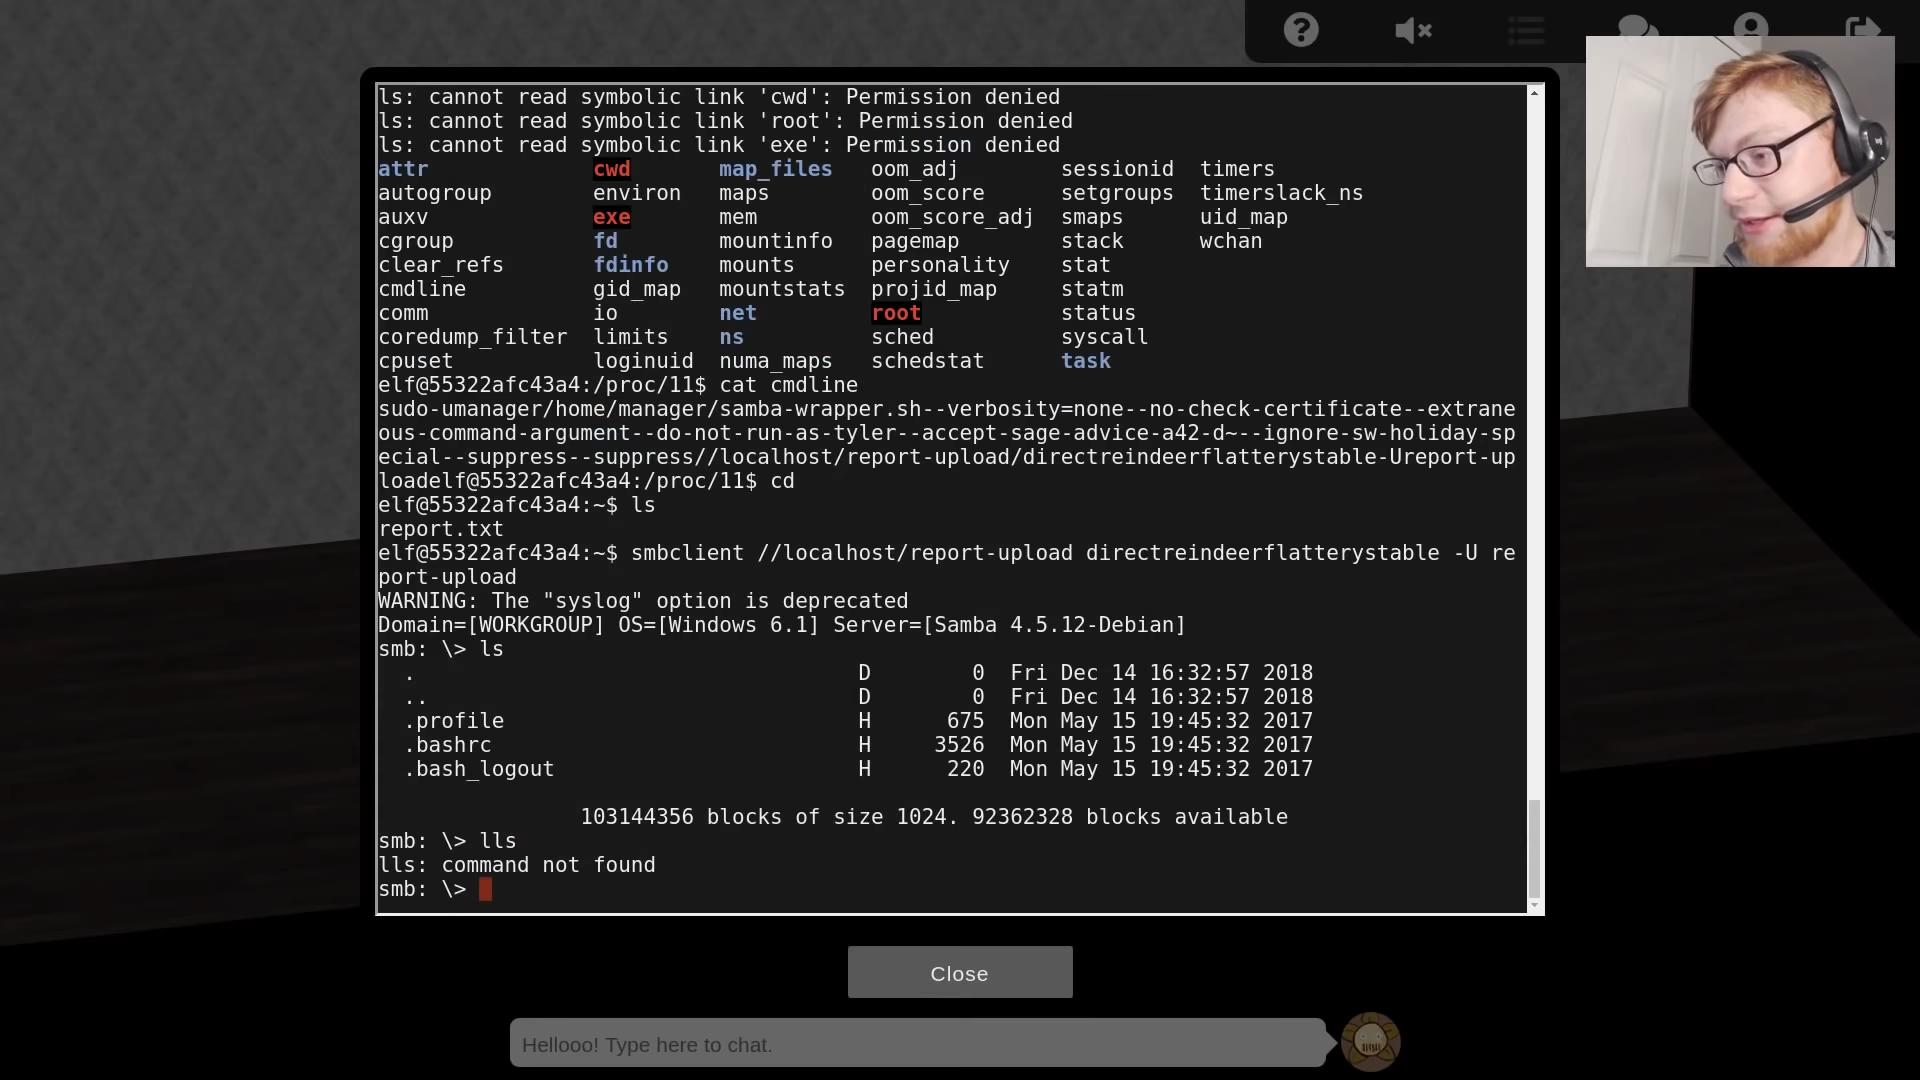 ls: cannot read symbolic link 'cwd': Permission denied
ls: cannot read symbolic link 'root': Permission denied
ls: cannot read symbolic link 'exe': Permission denied
attr             cwd       map_files   oom_adj        sessionid   timers
autogroup        environ   maps        oom_score      setgroups   timerslack_ns
auxv             exe       mem         oom_score_adj  smaps       uid_map
cgroup           fd        mountinfo   pagemap        stack       wchan
clear_refs       fdinfo    mounts      personality    stat
cmdline          gid_map   mountstats  projid_map     statm
comm             io        net         root           status
coredump_filter  limits    ns          sched          syscall
cpuset           loginuid  numa_maps   schedstat      task
elf@55322afc43a4:/proc/11$ cat cmdline
sudo-umanager/home/manager/samba-wrapper.sh--verbosity=none--no-check-certificate--extrane
ous-command-argument--do-not-run-as-tyler--accept-sage-advice-a42-d~--ignore-sw-holiday-sp
ecial--suppress--suppress//localhost/report-upload/directreindeerflatterystable-Ureport-up
loadelf@55322afc43a4:/proc/11$ cd
elf@55322afc43a4:~$ ls
report.txt
elf@55322afc43a4:~$ smbclient //localhost/report-upload directreindeerflatterystable -U re
port-upload
WARNING: The "syslog" option is deprecated
Domain=[WORKGROUP] OS=[Windows 6.1] Server=[Samba 4.5.12-Debian]
smb: \> ls
  .                                   D        0  Fri Dec 14 16:32:57 2018
  ..                                  D        0  Fri Dec 14 16:32:57 2018
  .profile                            H      675  Mon May 15 19:45:32 2017
  .bashrc                             H     3526  Mon May 15 19:45:32 2017
  .bash_logout                        H      220  Mon May 15 19:45:32 2017
                103144356 blocks of size 1024. 92362328 blocks available
smb: \> lls
lls: command not found
smb: \>
Close
Hellooo! Type here to chat.